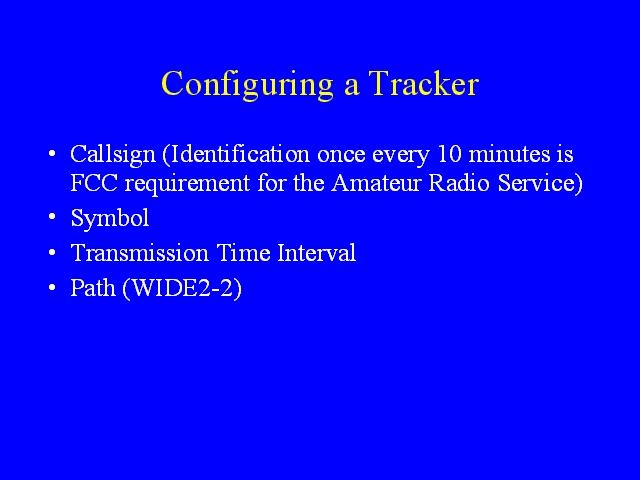 Configuring a Tracker
• Callsign (Identification once every 10 minutes is
FCC requirement for the Amateur Radio Service)
• Symbol
• Transmission Time Interval
• Path (WIDE2-2)